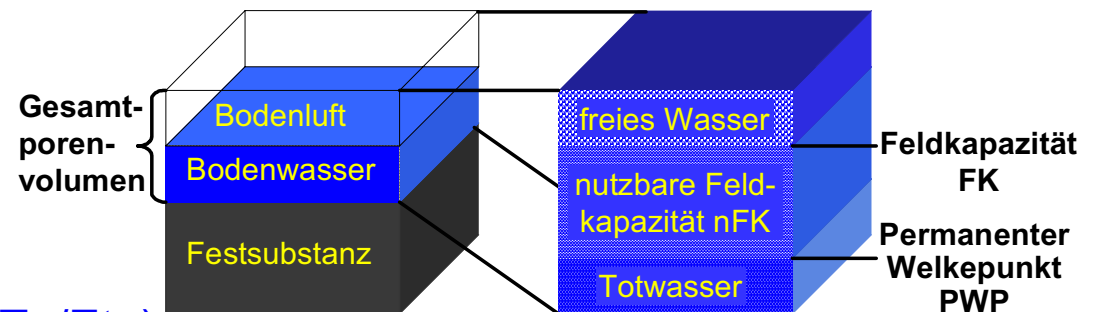 Gesamt-
poren-
volumen
Bodenluft
Bodenwasser
Festsubstanz
freies Wasser
nutzbare Feld-
kapazität nFK
Totwasser
Feldkapazität
FK
Permanenter
Welkepunkt
PWP